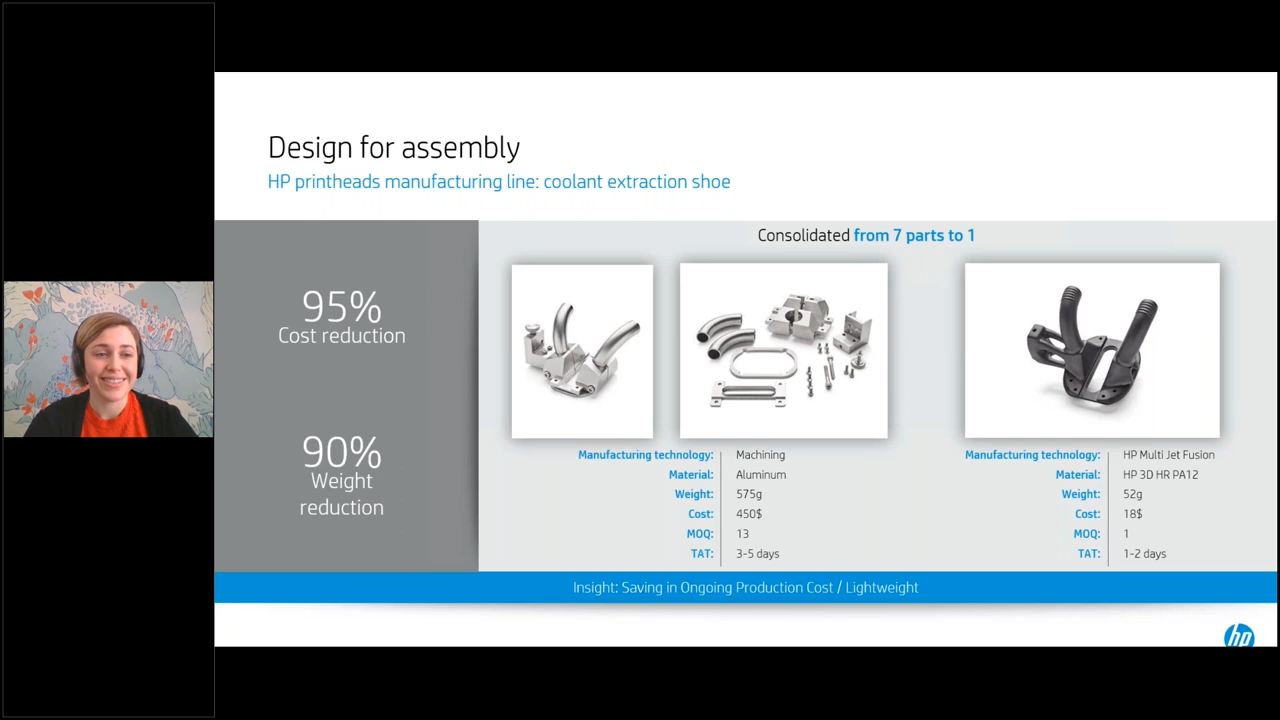 Design for assembly
HP printheads manufacturing line: coolant extraction shoe
95%
Cost reduction
90%
Weight
reduction
Consolidated from 7 parts to 1
Manufacturing technology: Machining
Material: Aluminum
Weight: 575g
Cost: 450$
MOQ: 13
TAT: 3-5 days
Manufacturing technology: HP Multi Jet Fusion
Material: HP 3D HR PA12
Weight: 52g
Cost: 18$
MOQ: 1
TAT: 1-2 days
Insight: Saving in Ongoing Production Cost / Lightweight
hp